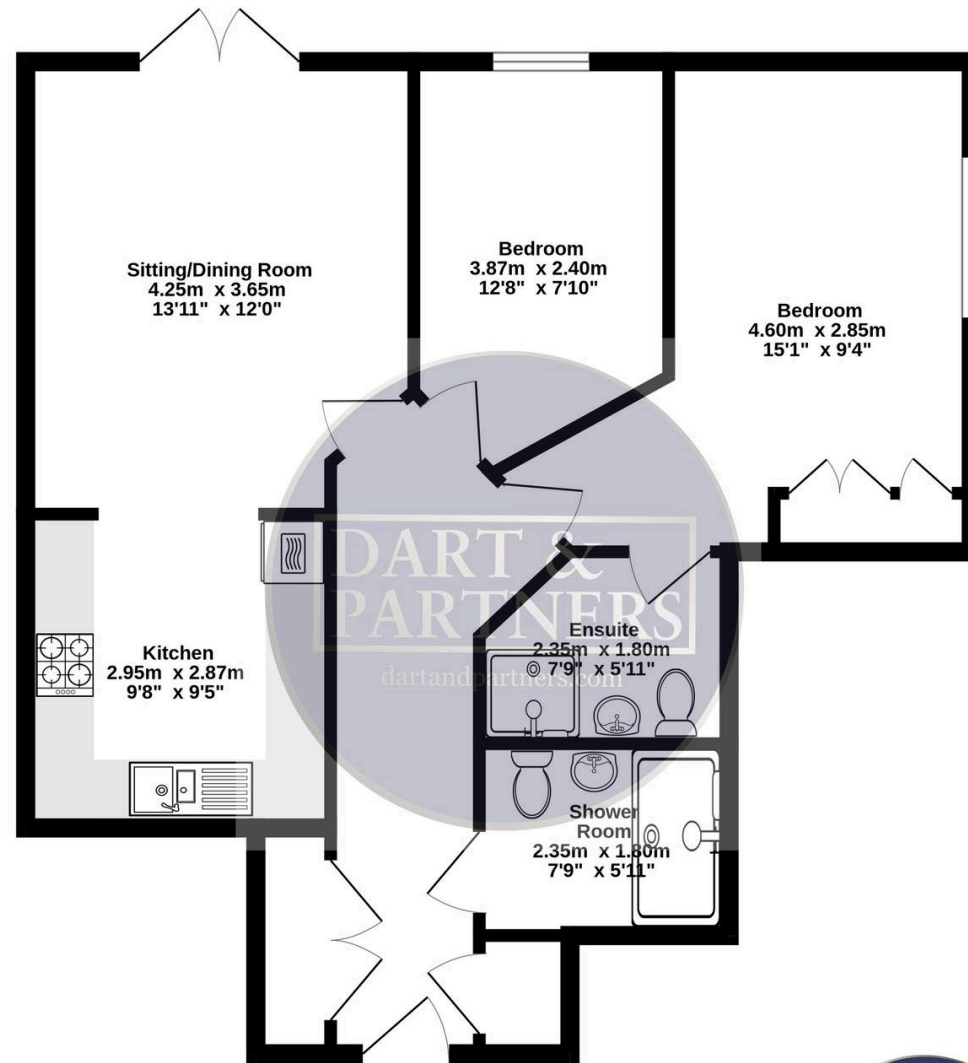 Sitting/Dining Room
4.25m x 3.65m
13'11" x 12'0"
Bedroom
3.87m x 2.40m
12'8" x 7'10"
Bedroom
4.60m x 2.85m
15'1" x 9'4"
DART &
PARTNERS
dartandpartners.com
Kitchen
2.95m x 2.87m
9'8" x 9'5"
Ensuite
2.35m x 1.80m
7'9" x 5'11"
Shower
Room
2.35m x 1.80m
7'9" x 5'11"